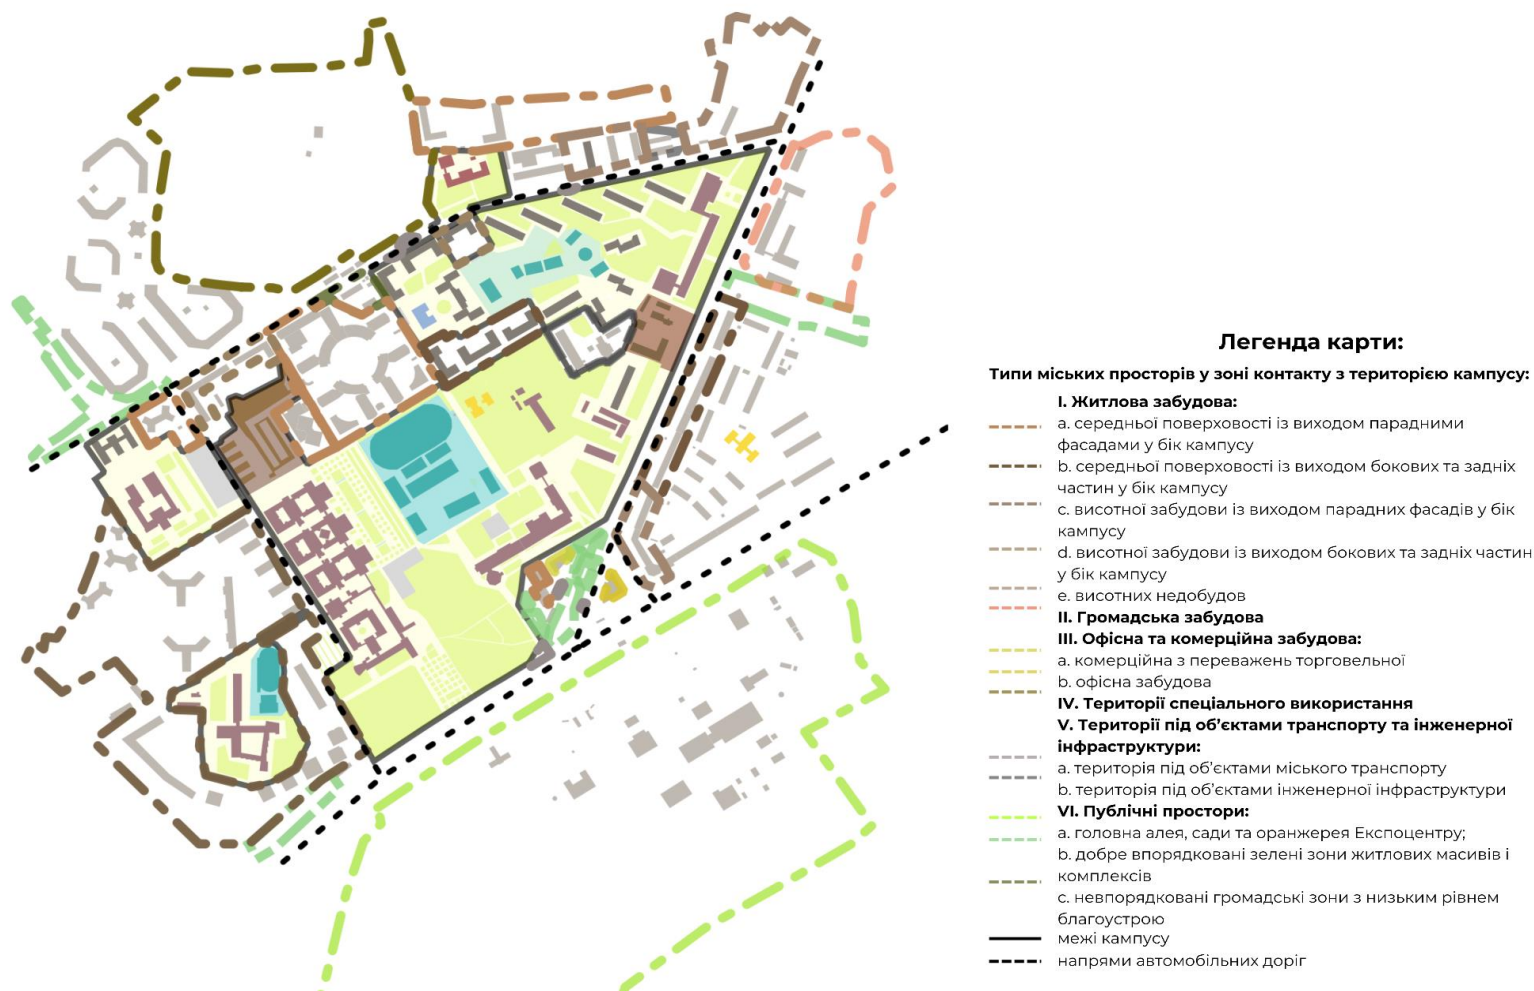 Легенда карти:
Типи міських просторів у зоні контакту з територією кампусу:
I. Житлова забудова:
a. середньої поверховості із виходом парадними
фасадами у бік кампусу
b. середньої поверховості із виходом бокових та задніх
частин у бік кампусу
c. висотної забудови із виходом парадних фасадів у бік
кампусу
d. висотної забудови із виходом бокових та задніх частин
у бік кампусу
e. висотних недобудов
II. Громадська забудова
III. Офісна та комерційна забудова:
a. комерційна з переважень торговельної
b. офісна забудова
IV. Території спеціального використання
V. Території під об’єктами транспорту та інженерної
інфраструктури:
a. територія під об’єктами міського транспорту
b. територія під об’єктами інженерної інфраструктури
VI. Публічні простори:
a. головна алея, сади та оранжерея Експоцентру;
b. добре впорядковані зелені зони житлових масивів і
комплексів
c. невпорядковані громадські зони з низьким рівнем
благоустрою
межі кампусу
напрями автомобільних доріг